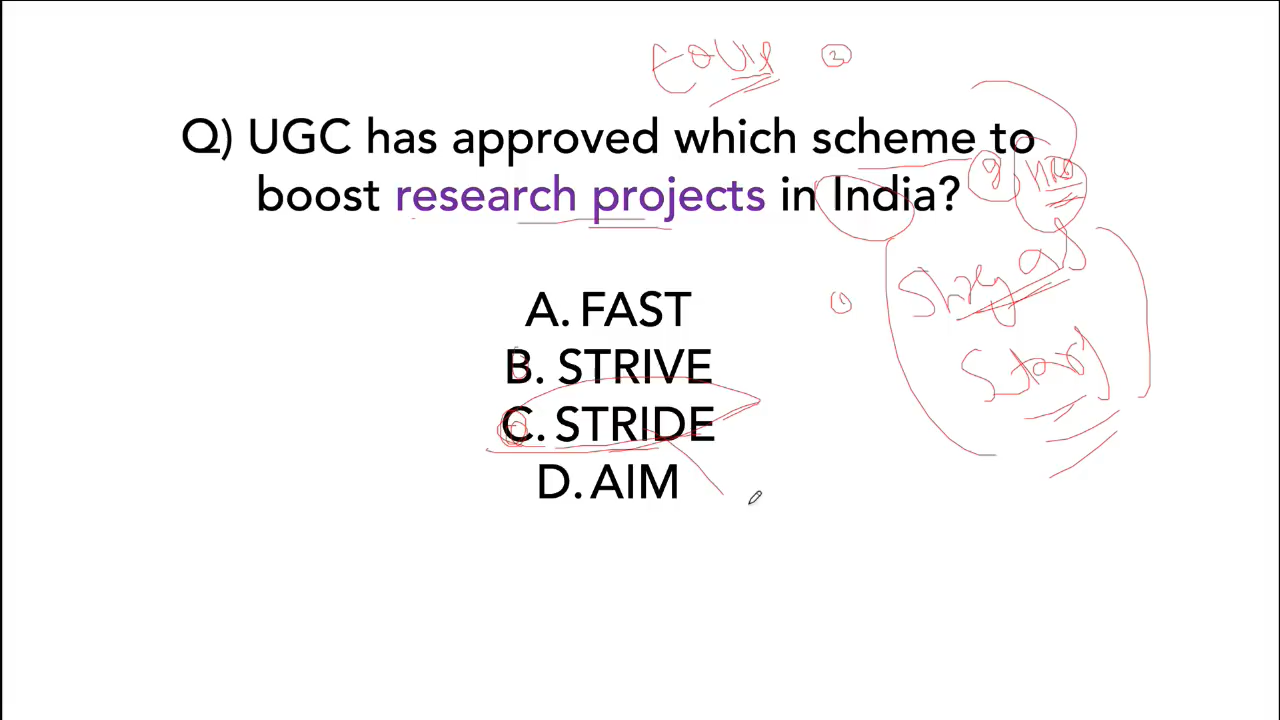 Q) UGC has approved which scheme to
boost research projects in India?
A. FAST
B. STRIVE
C. STRIDE
D. AIM